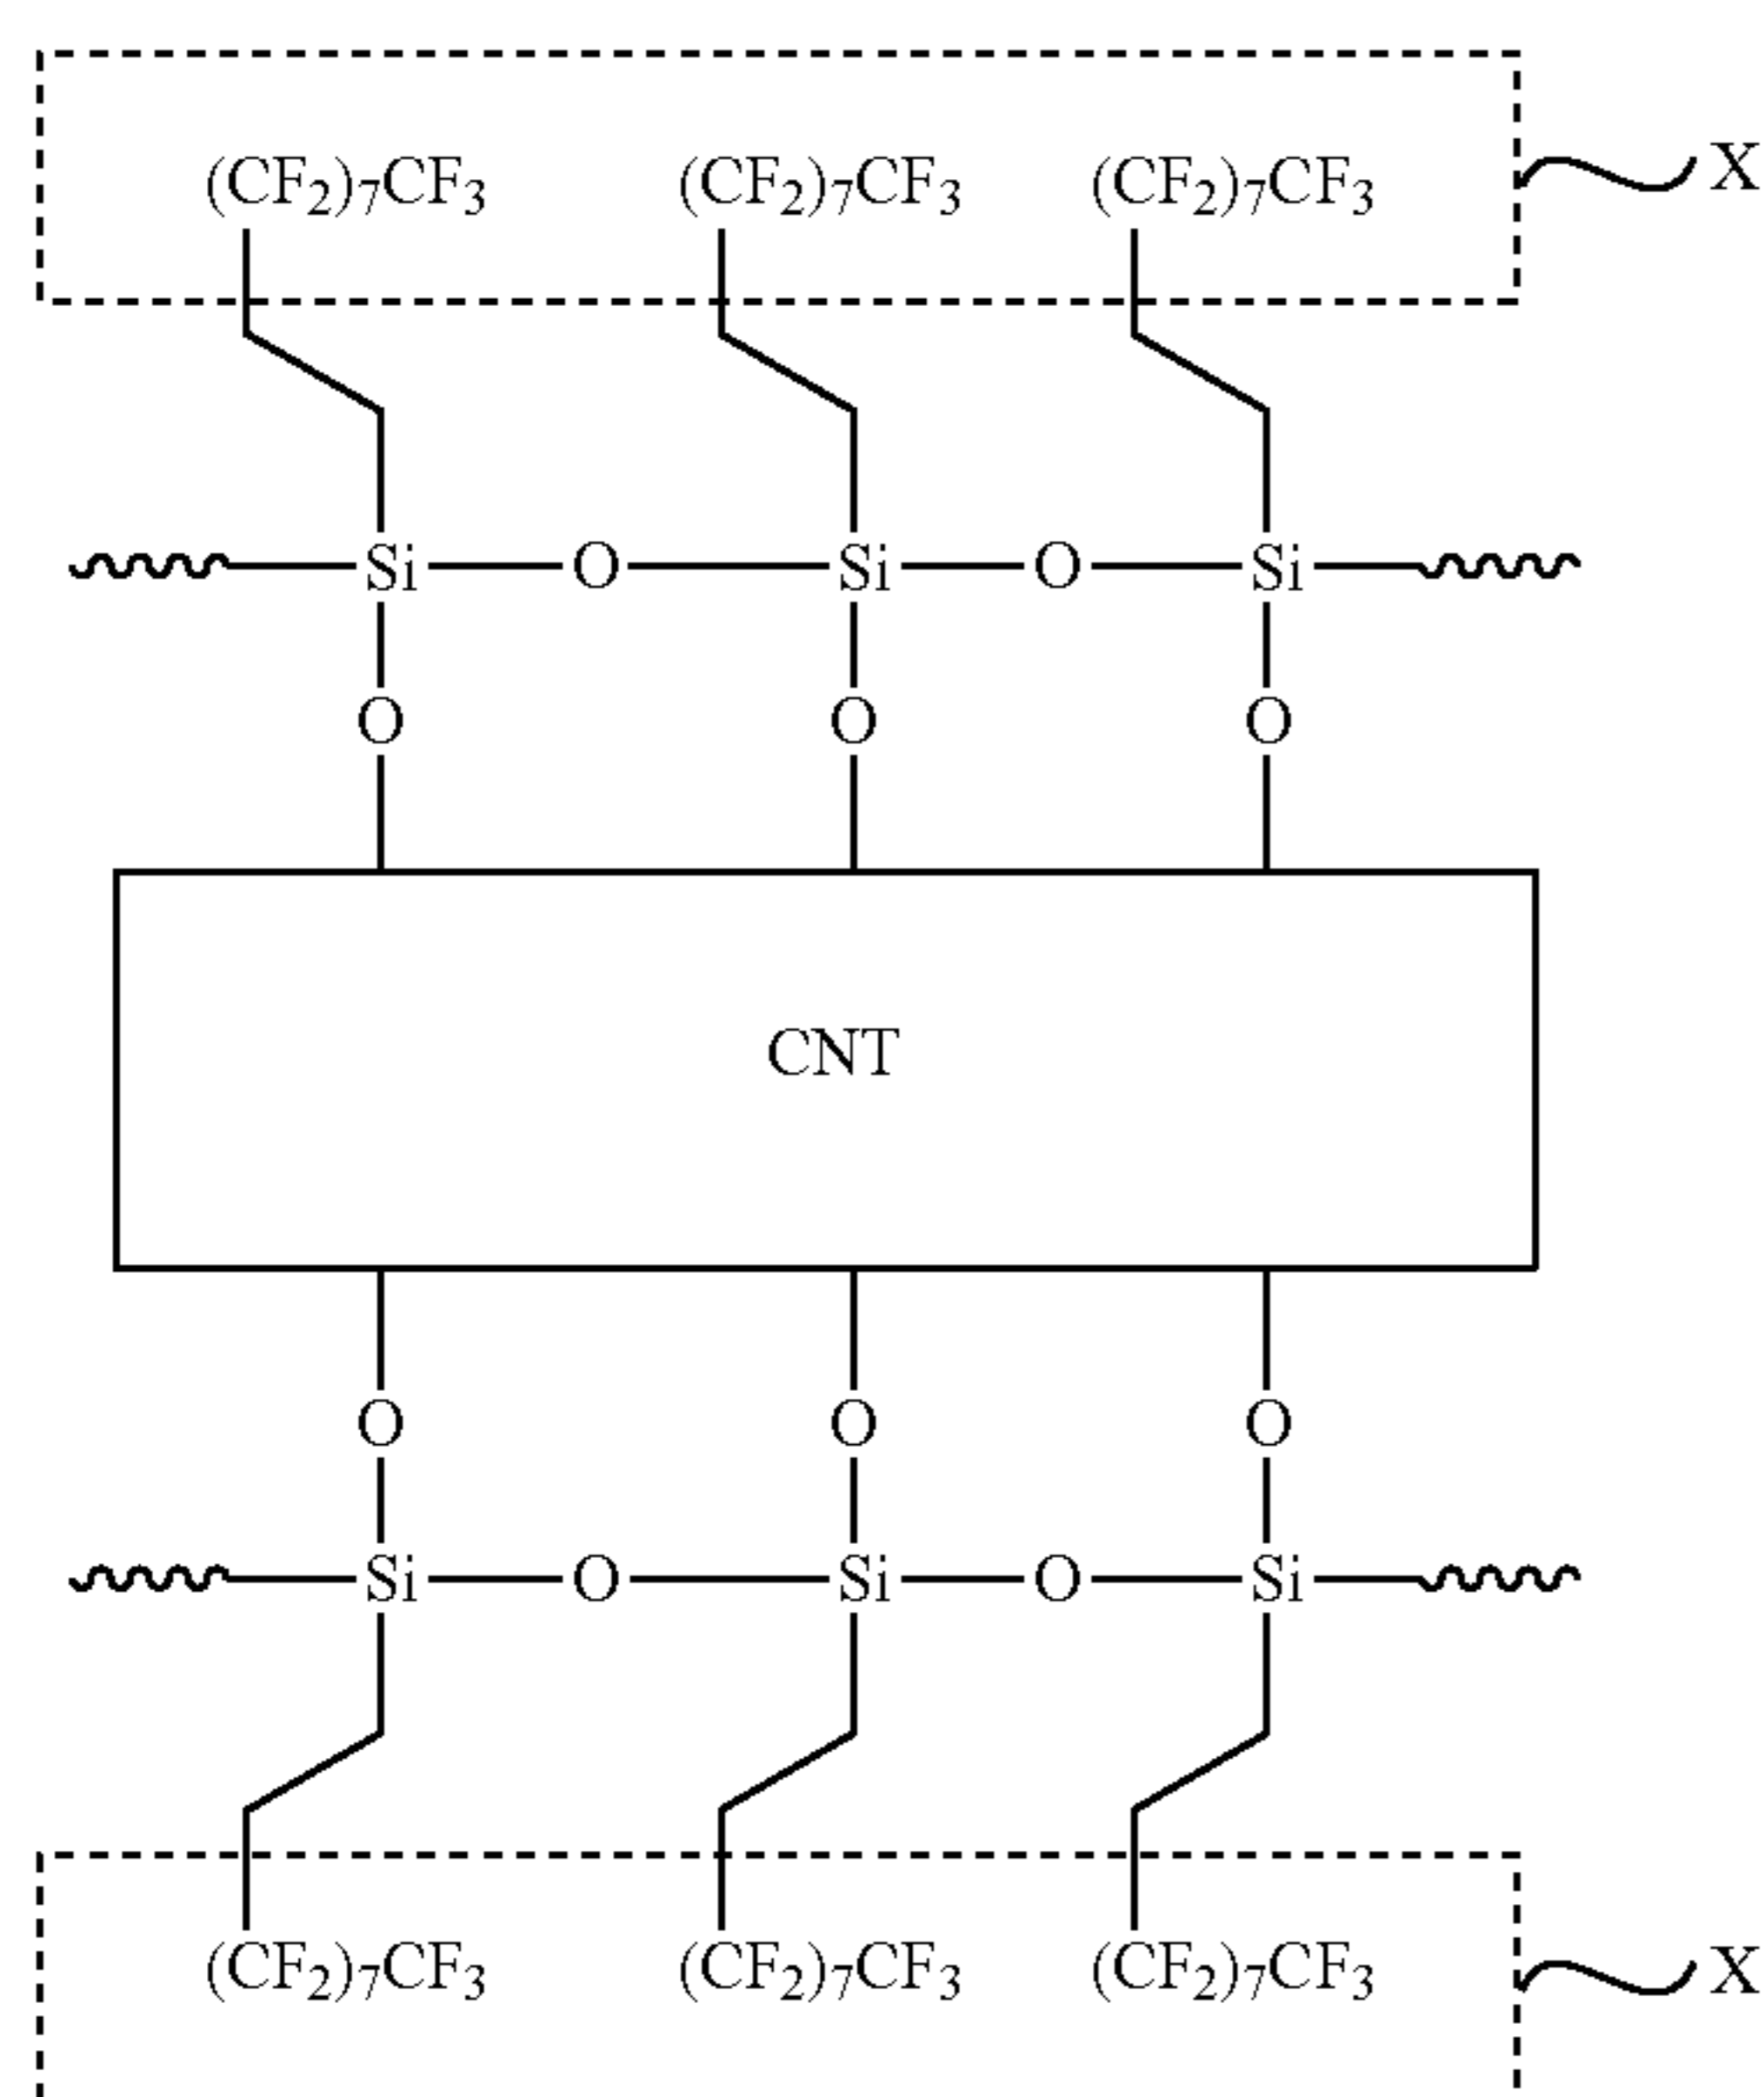 (CF₂)₇CF₃ (CF₂)₇CF₃ (CF₂)₇CF₃ X
Si O Si O Si
O O O
CNT
O O O
Si O Si O Si
(CF₂)₇CF₃ (CF₂)₇CF₃ (CF₂)₇CF₃ X